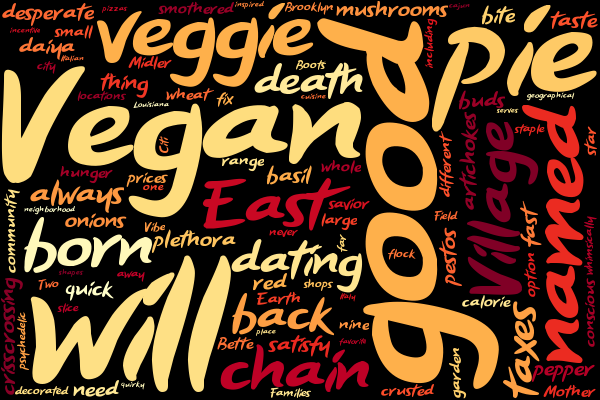 desperate
pizzas
smothered
inspired
Brooklyn
mushrooms
cajun
bite
taste
incentive
small
veggie
pie
daiya
Italian
city
Midler
Boots
death
good
including
thing
locations
wheat
fix
cuisine
Vegan
Louisiana
Citi
range
buds
geographical
serves
named
staple
star
hunger
prices
one
basil
whole
different
artichokes
Village
always
East
savior
large
never
community
neighborhood
onions
Vibe
plethora
far
Field
pestos
born
dating
flock
option
fast
conscious
whimsically
shapes
away
Two
quick
red
shops
Earth
Italy
calorie
crisscrossing
slice
will
back
nine
place
favorite
taxes
psychedelic
Bette
satisfy
chain
garden
pepper
decorated
need
quirky
Families
crusted
Mother